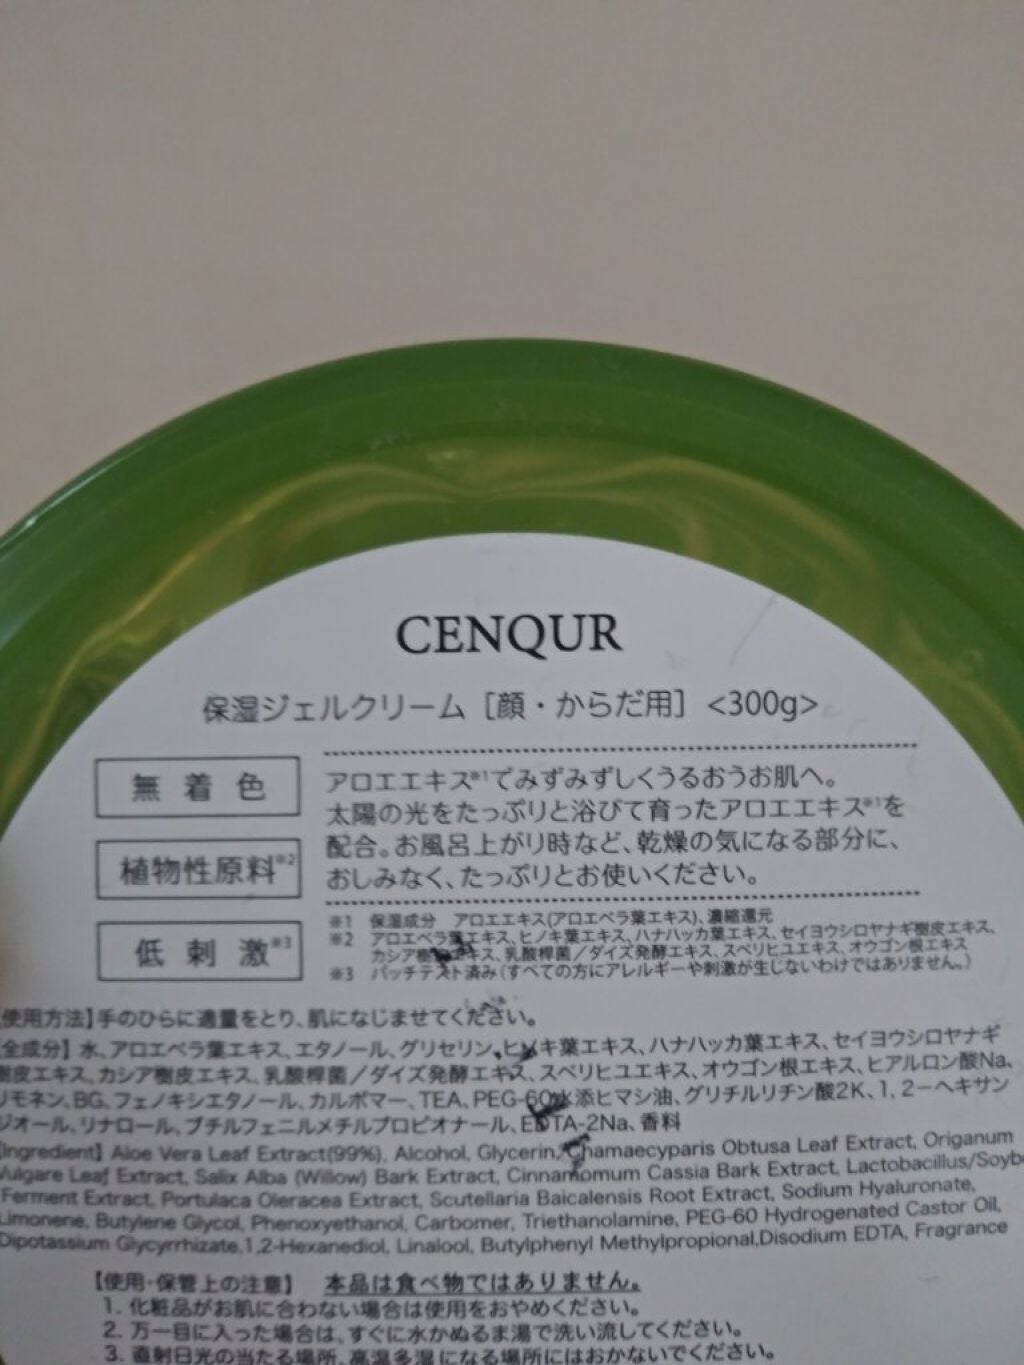 CENQUR
保湿ジェルクリーム［顔・からだ用］<300g>
無着色
植物性原料※2
低刺激※3
アロエエキス※1でみずみずしくうるおうお肌へ。
太陽の光をたっぷりと浴びて育ったアロエエキス※1を
配合。お風呂上がり時など、乾燥の気になる部分に、
おしみなく、たっぷりとお使いください。
※1 保湿成分 アロエエキス(アロエベラ葉エキス)、濃縮還元
※2 アロエベラ葉エキス、ヒノキ葉エキス、ハナハッカ葉エキス、セイヨウシロヤナギ樹皮エキス、
カシア樹皮エキス、乳酸桿菌／ダイズ発酵エキス、スベリヒユエキス、オウゴン根エキス
※3 パッチテスト済み(すべての方にアレルギーや刺激が生じないわけではありません。)
使用方法】手のひらに適量をとり、肌になじませてください。
全成分】水、アロエベラ葉エキス、エタノール、グリセリン、ヒノキ葉エキス、ハナハッカ葉エキス、セイヨウシロヤナギ
樹皮エキス、カシア樹皮エキス、乳酸桿菌／ダイズ発酵エキス、スベリヒユエキス、オウゴン根エキス、ヒアルロン酸Na、
リモネン、BG、フェノキシエタノール、カルボマー、TEA、PEG-60水添ヒマシ油、グリチルリチン酸2K、1，2－ヘキサン
ジオール、リナロール、ブチルフェニルメチルプロピオナール、EDTA-2Na、香料
Ingredient] Aloe Vera Leaf Extract(99%), Alcohol, Glycerin, Chamaecyparis Obtusa Leaf Extract, Origanum
Vulgare Leaf Extract, Salix Alba (Willow) Bark Extract, Cinnamomum Cassia Bark Extract, Lactobacillus/Soybe
Ferment Extract, Portulaca Oleracea Extract, Scutellaria Baicalensis Root Extract, Sodium Hyaluronate,
Limonene, Butylene Glycol, Phenoxyethanol, Carbomer, Triethanolamine, PEG-60 Hydrogenated Castor Oil,
Dipotassium Glycyrrhizate,1,2-Hexanediol, Linalool, Butylphenyl Methylpropional,Disodium EDTA, Fragrance
【使用・保管上の注意】 本品は食べ物ではありません。
1. 化粧品がお肌に合わない場合は使用をおやめください。
2. 万一目に入った場合は、すぐに水かぬるま湯で洗い流してください。
3. 直射日光の当たる場所、高温多湿になる場所にはおかないでください。